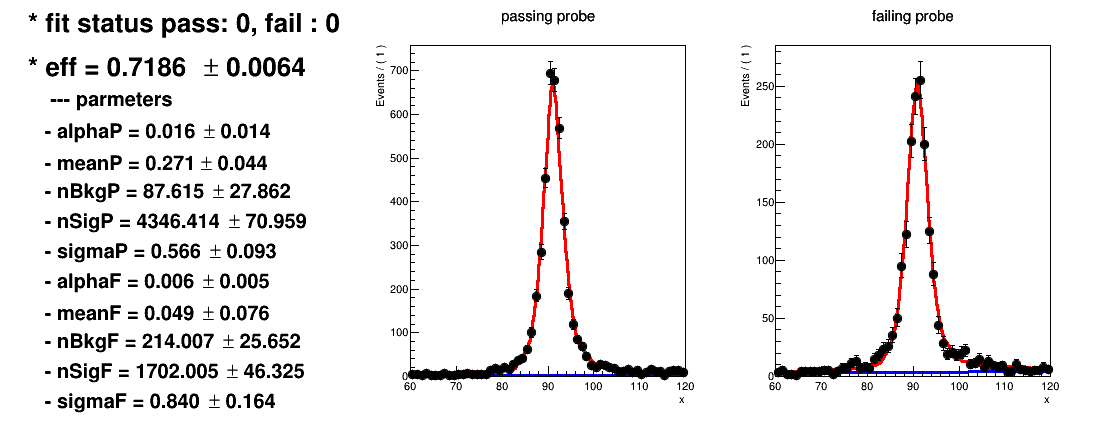 * fit status pass: 0, fail : 0
* eff = 0.7186 ± 0.0064
--- parmeters
- alphaP = 0.016 ± 0.014
- meanP = 0.271 ± 0.044
- nBkgP = 87.615 ± 27.862
- nSigP = 4346.414 ± 70.959
- sigmaP = 0.566 ± 0.093
- alphaF = 0.006 ± 0.005
- meanF = 0.049 ± 0.076
- nBkgF = 214.007 ± 25.652
- nSigF = 1702.005 ± 46.325
- sigmaF = 0.840 ± 0.164
passing probe
Events / ( 1 )
700
600
500
400
300
200
100
0
60 70 80 90 100 110 120
x
failing probe
Events / ( 1 )
250
200
150
100
50
0
60 70 80 90 100 110 120
x